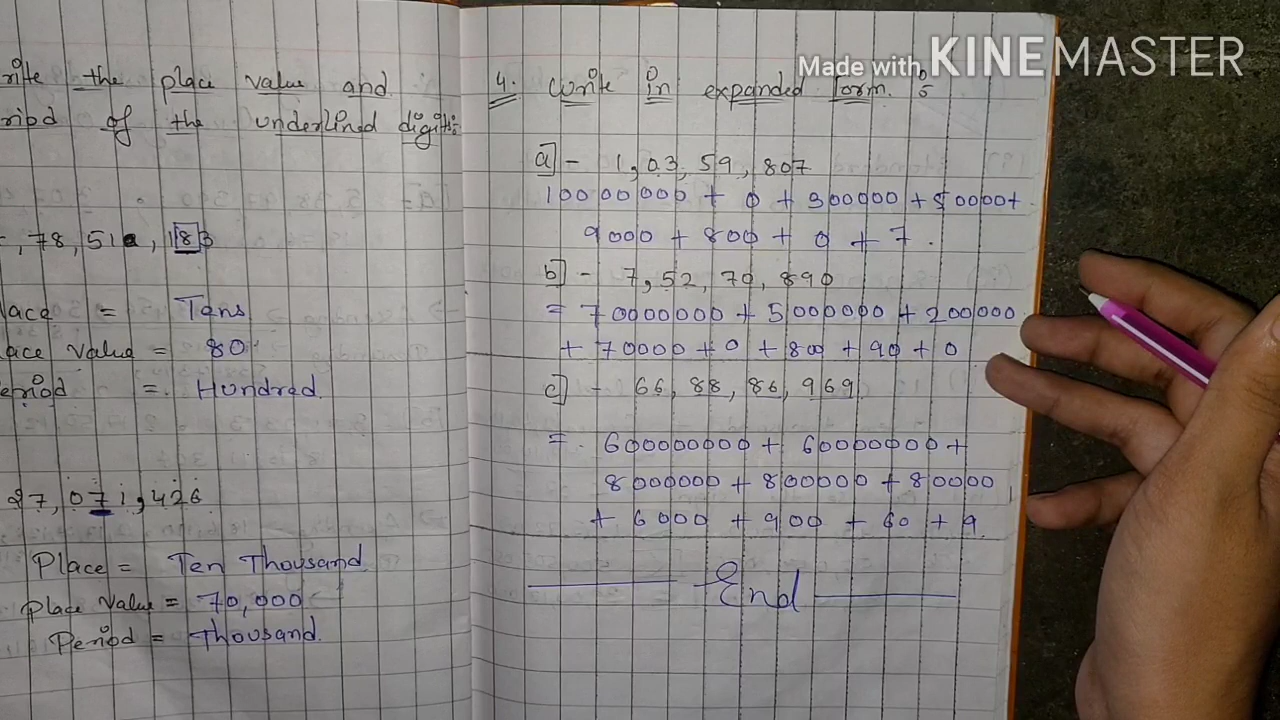 Made with KINEMASTER
rite the place value and
riod of the underlined digits:
, 78, 51, 183
lace = Tens
lace value = 80
eriod = Hundred.
97, 071, 426
Place = Ten Thousand
Place Value = 70,000
Period = Thousand.
4. write in expanded form.
a] - 1, 03, 59, 807
10000000 + 0 + 300000 + 50000 +
9000 + 800 + 0 + 7.
b] - 7, 52, 70, 890
= 70000000 + 5000000 + 200000
+ 70000 + 0 + 800 + 90 + 0
c] - 66, 88, 86, 969
= 600000000 + 60000000 +
8000000 + 800000 + 80000
+ 6000 + 900 + 60 + 9.
End